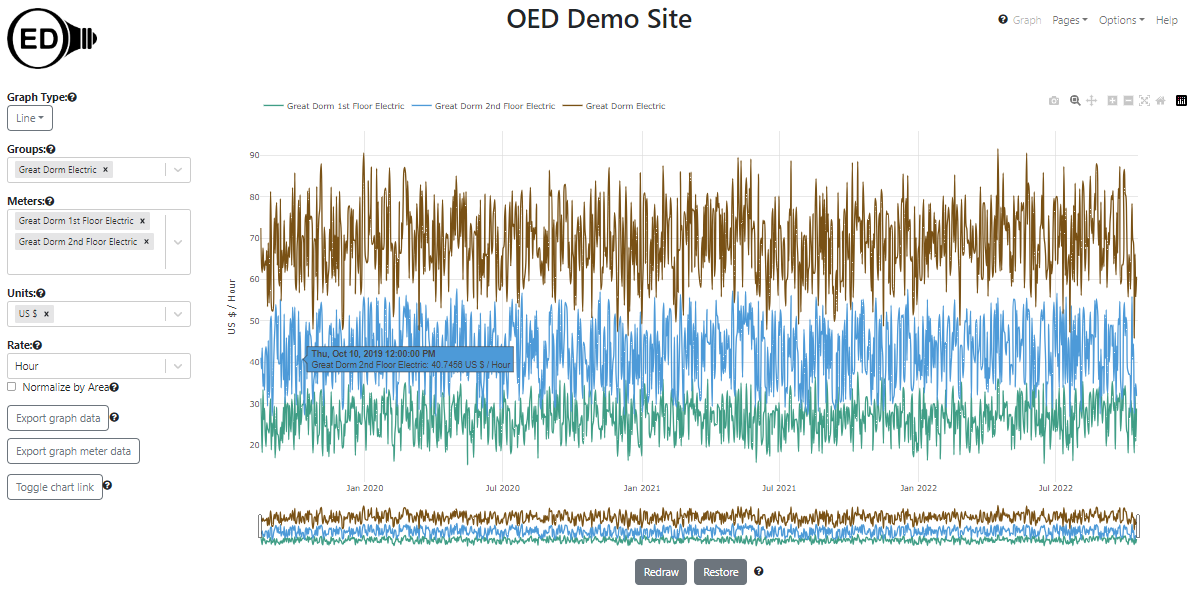 OED Demo Site
ED
Graph Pages Options Help
Graph Type:
Line
Groups:
Great Dorm Electric ×
Meters:
Great Dorm 1st Floor Electric ×
Great Dorm 2nd Floor Electric ×
Units:
US $ ×
Rate:
Hour
Normalize by Area
Export graph data
Export graph meter data
Toggle chart link
Great Dorm 1st Floor Electric Great Dorm 2nd Floor Electric Great Dorm Electric
US $ / Hour
90
80
70
60
50
40
30
20
Thu, Oct 10, 2019 12:00:00 PM
Great Dorm 2nd Floor Electric: 40.7456 US $ / Hour
Jan 2020 Jul 2020 Jan 2021 Jul 2021 Jan 2022 Jul 2022
Redraw Restore